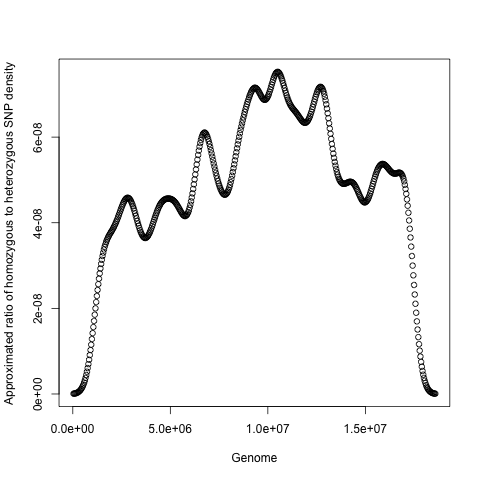 Approximated ratio of homozygous to heterozygous SNP density
6e-08
4e-08
2e-08
0e+00
0.0e+00 5.0e+06 1.0e+07 1.5e+07
Genome